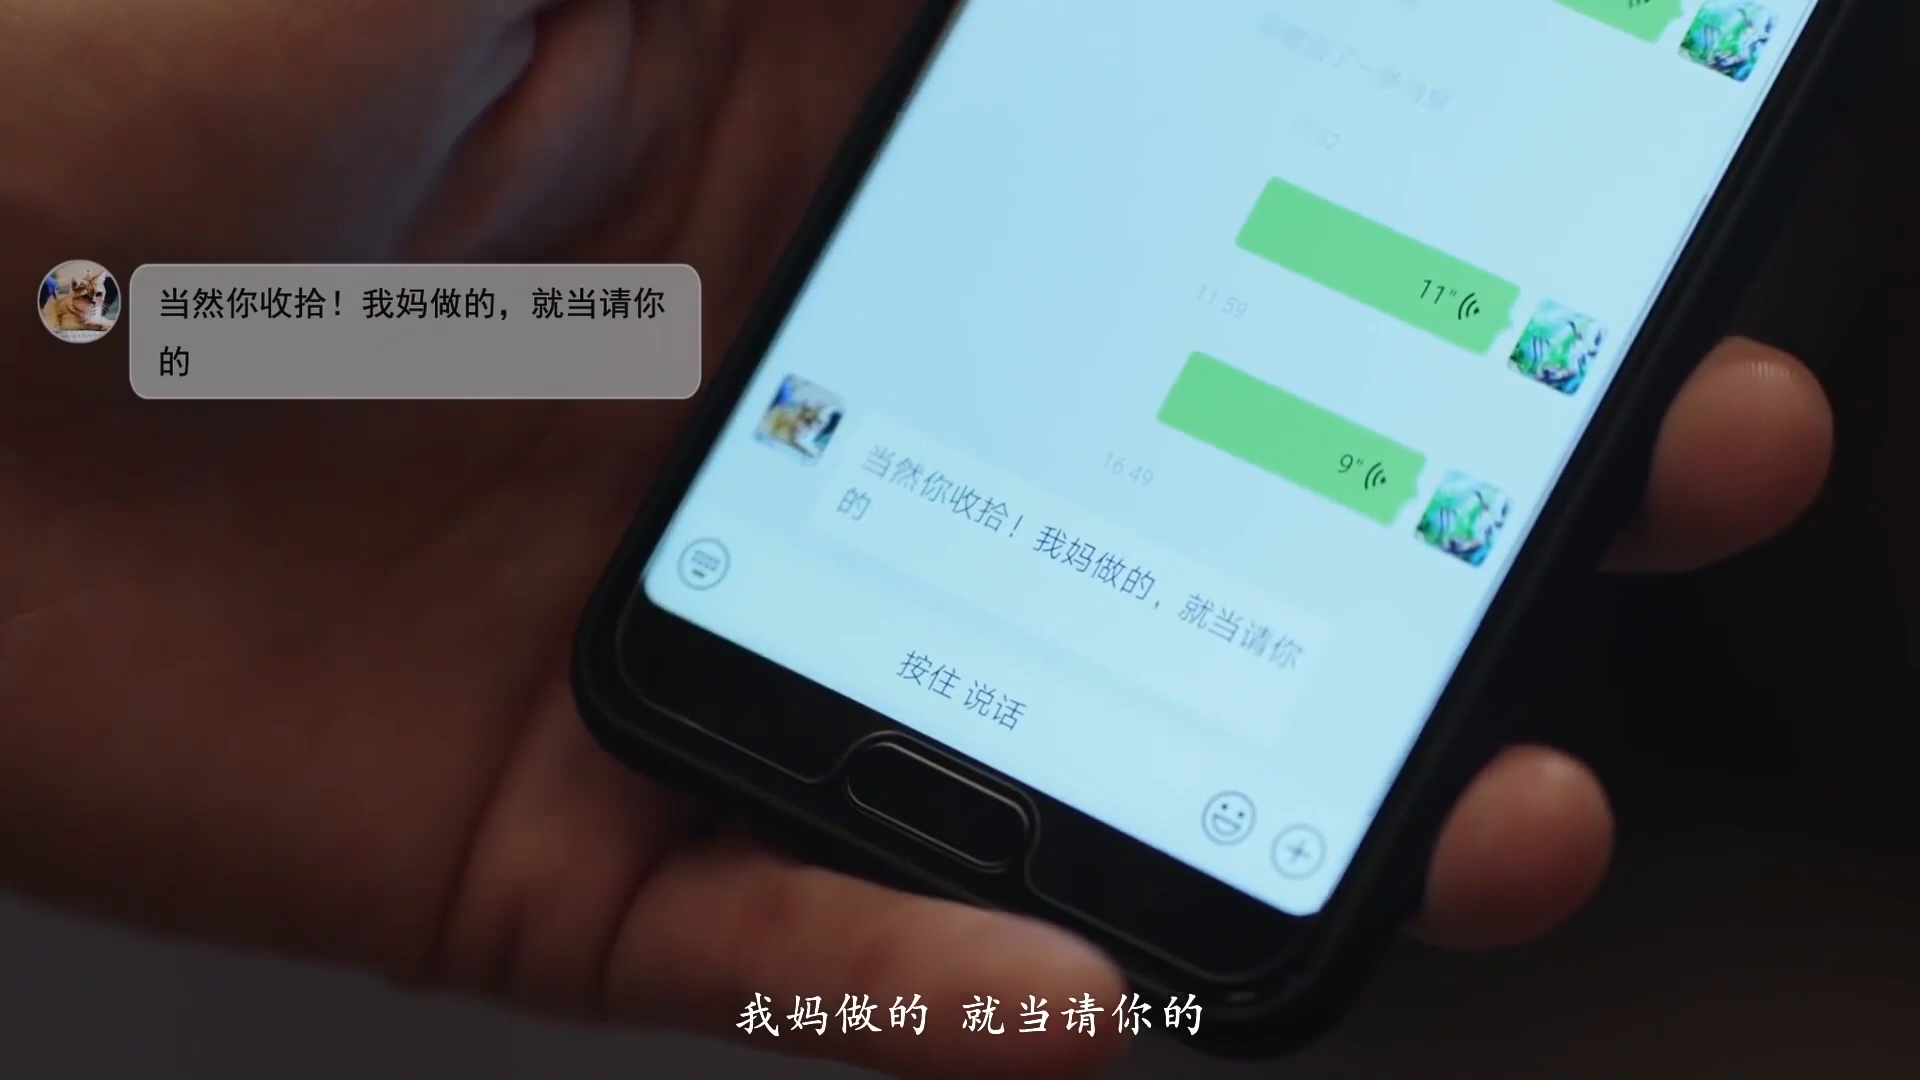 11"
11:59
9"
16:49
当然你收拾！我妈做的，就当请你
的
当然你收拾！我妈做的，就当请你
的
按住 说话
我妈做的 就当请你的